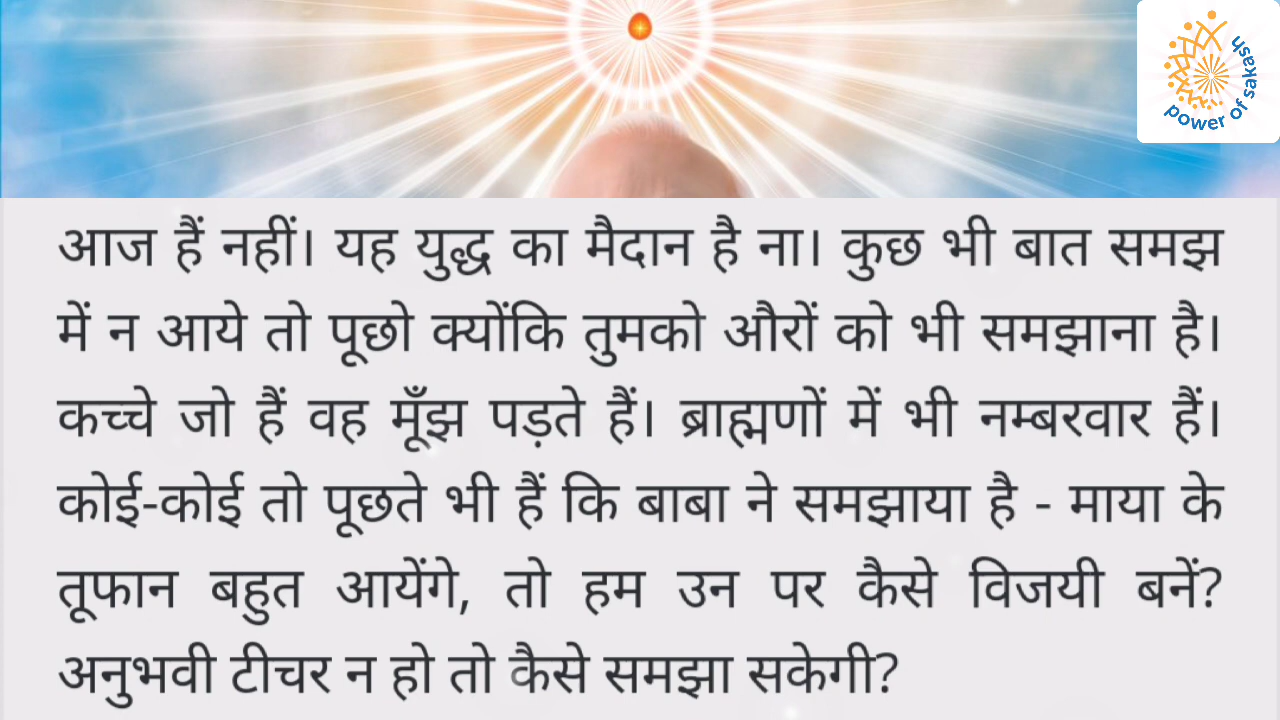 power of sakash
आज हैं नहीं। यह युद्ध का मैदान है ना। कुछ भी बात समझ
में न आये तो पूछो क्योंकि तुमको औरों को भी समझाना है।
कच्चे जो हैं वह मूँझ पड़ते हैं। ब्राह्मणों में भी नम्बरवार हैं।
कोई-कोई तो पूछते भी हैं कि बाबा ने समझाया है - माया के
तूफान बहुत आयेंगे, तो हम उन पर कैसे विजयी बनें?
अनुभवी टीचर न हो तो कैसे समझा सकेगी?